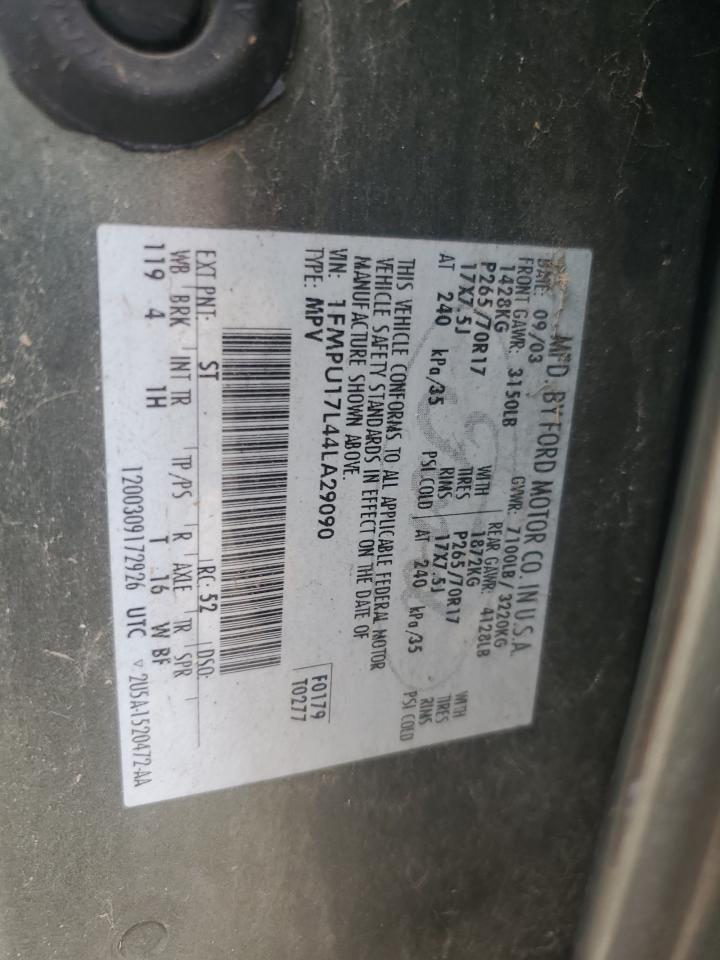 MFD. BY FORD MOTOR CO. IN U.S.A.
DATE: 09/03 GVWR: 7100LB/ 3220KG
FRONT GAWR: 3150LB REAR GAWR: 4128LB
1428KG WITH 1872KG WITH
P265/70R17 TIRES P265/70R17 TIRES
17X7.5J RIMS 17X7.5J RIMS
AT 240 kPa/35 PSI COLD AT 240 kPa/35 PSI COLD
THIS VEHICLE CONFORMS TO ALL APPLICABLE FEDERAL MOTOR
VEHICLE SAFETY STANDARDS IN EFFECT ON THE DATE OF
MANUFACTURE SHOWN ABOVE.
VIN: 1FMPU17L44LA29090
TYPE: MPV
F0179
T0277
EXT PNT: ST RC: 52 DSO:
WB BRK INT TR TP/PS R AXLE TR SPR
119 4 1H T 16 W BF
1200309172926 UTC ▽ 2U5A-1520472-AA